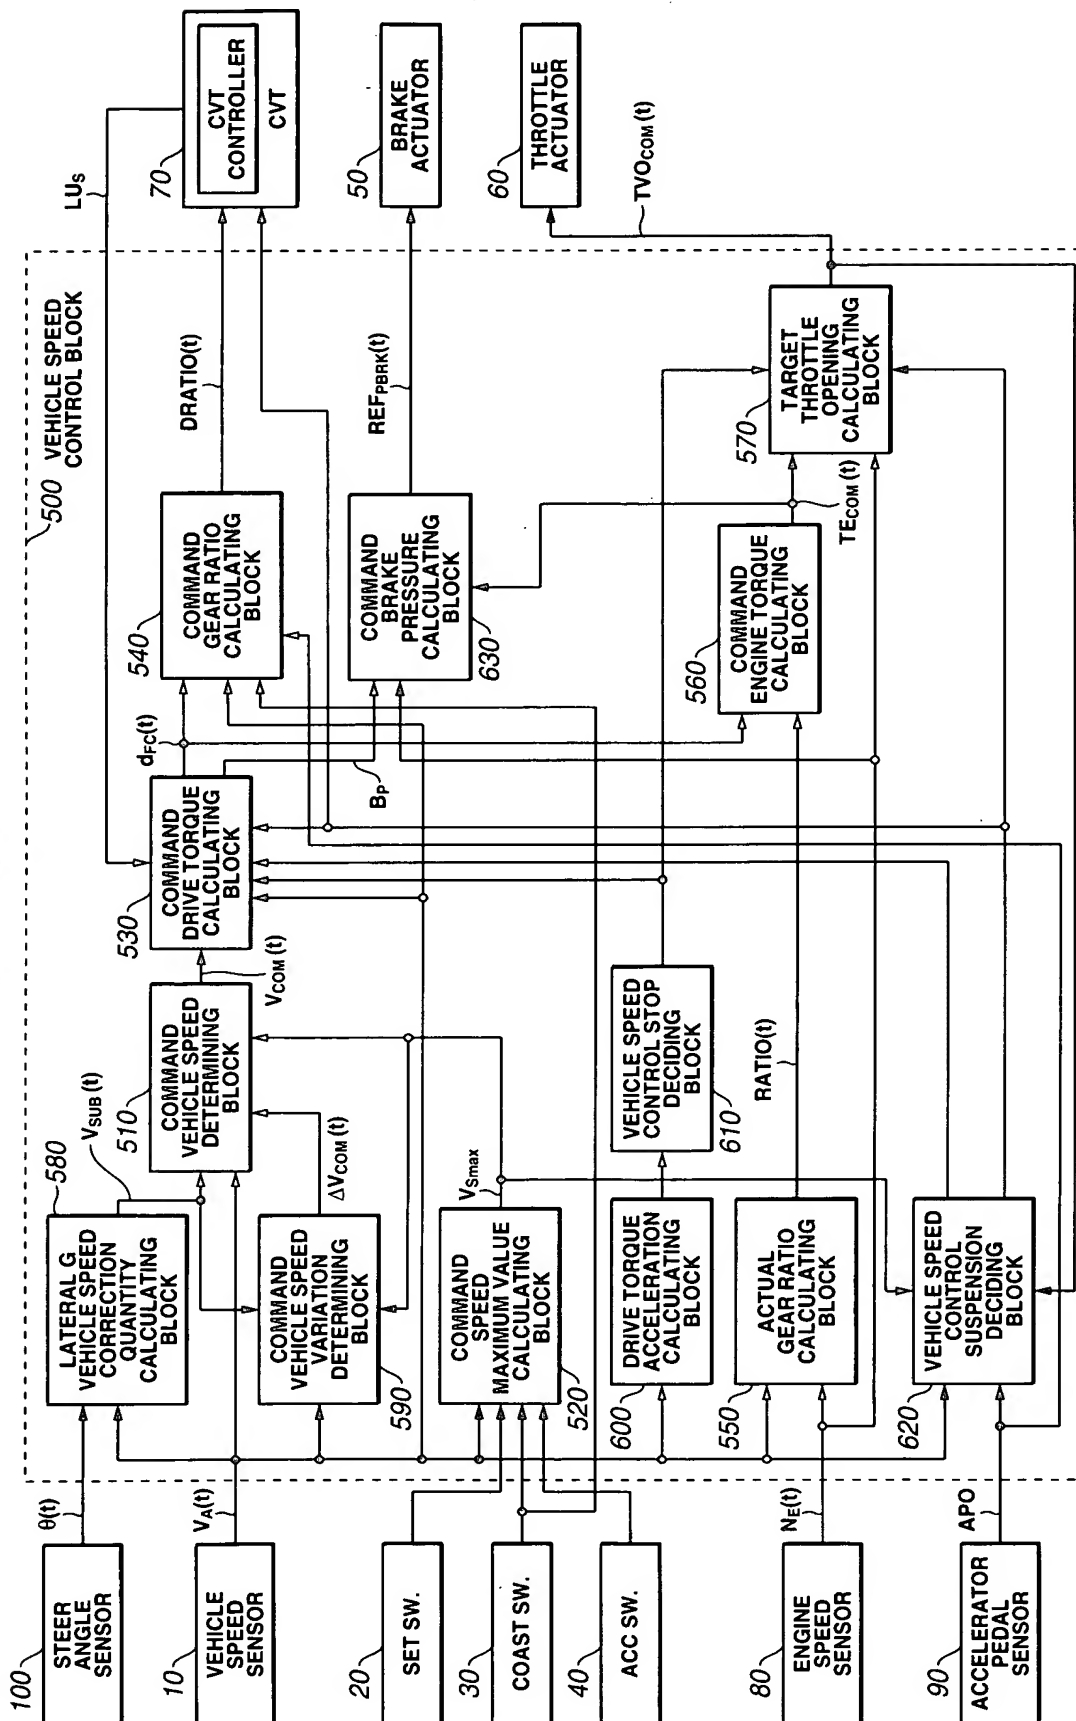 500
VEHICLE SPEED
CONTROL BLOCK
100
STEER
ANGLE
SENSOR
θ(t)
10
VEHICLE
SPEED
SENSOR
VA(t)
20
SET SW.
30
COAST SW.
40
ACC SW.
80
ENGINE
SPEED
SENSOR
NE(t)
90
ACCELERATOR
PEDAL
SENSOR
APO
580
LATERAL G
VEHICLE SPEED
CORRECTION
QUANTITY
CALCULATING
BLOCK
VSUB(t)
COMMAND
VEHICLE SPEED
VARIATION
DETERMINING
BLOCK
590
ΔVCOM(t)
COMMAND
SPEED
MAXIMUM VALUE
CALCULATING
BLOCK
520
VSmax
DRIVE TORQUE
ACCELERATION
CALCULATING
BLOCK
600
ACTUAL
GEAR RATIO
CALCULATING
BLOCK
550
RATIO(t)
VEHICLE SPEED
CONTROL
SUSPENSION
DECIDING
BLOCK
620
510
COMMAND
VEHICLE SPEED
DETERMINING
BLOCK
VCOM(t)
VEHICLE SPEED
CONTROL STOP
DECIDING
BLOCK
610
530
COMMAND
DRIVE TORQUE
CALCULATING
BLOCK
dFC(t)
BP
540
COMMAND
GEAR RATIO
CALCULATING
BLOCK
DRATIO(t)
COMMAND
BRAKE
PRESSURE
CALCULATING
BLOCK
630
REFPBRK(t)
560
COMMAND
ENGINE TORQUE
CALCULATING
BLOCK
TECOM(t)
570
TARGET
THROTTLE
OPENING
CALCULATING
BLOCK
TVOCOM(t)
LUS
70
CVT
CONTROLLER
CVT
50
BRAKE
ACTUATOR
60
THROTTLE
ACTUATOR